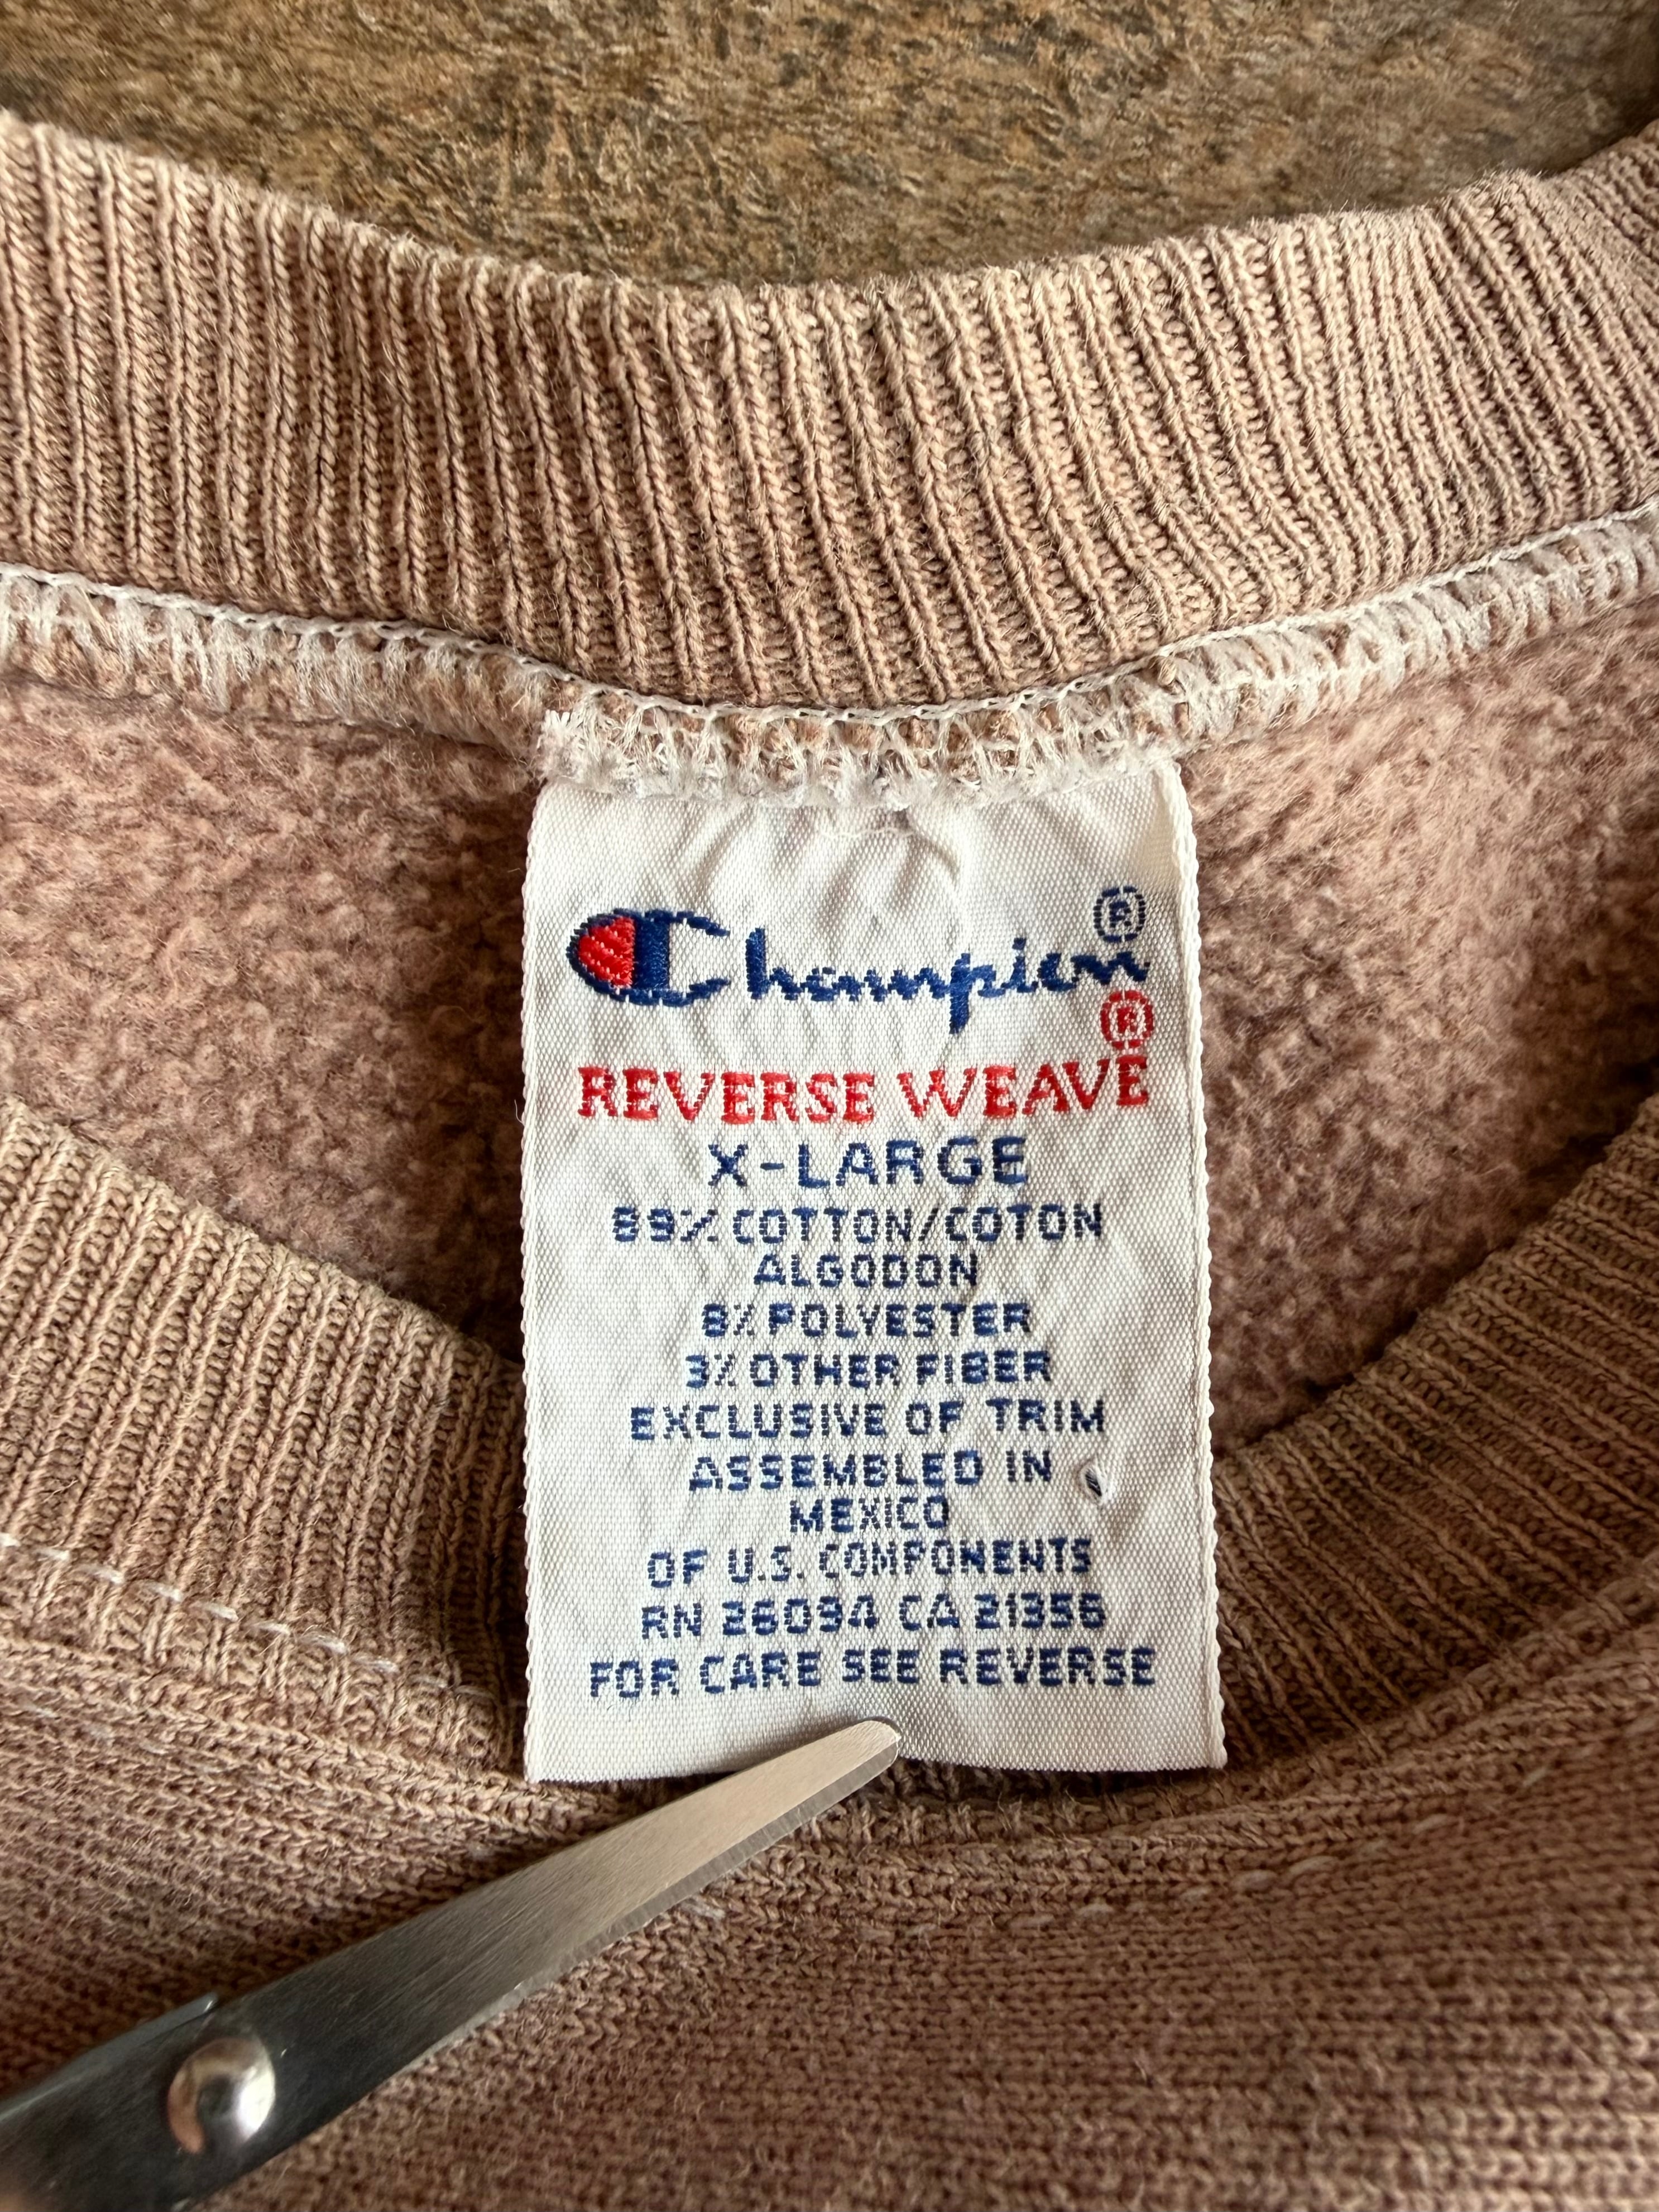 Champion®
REVERSE WEAVE®
X-LARGE
89% COTTON/COTON
ALGODON
8% POLYESTER
3% OTHER FIBER
EXCLUSIVE OF TRIM
ASSEMBLED IN
MEXICO
OF U.S. COMPONENTS
RN 26094 CA 21356
FOR CARE SEE REVERSE